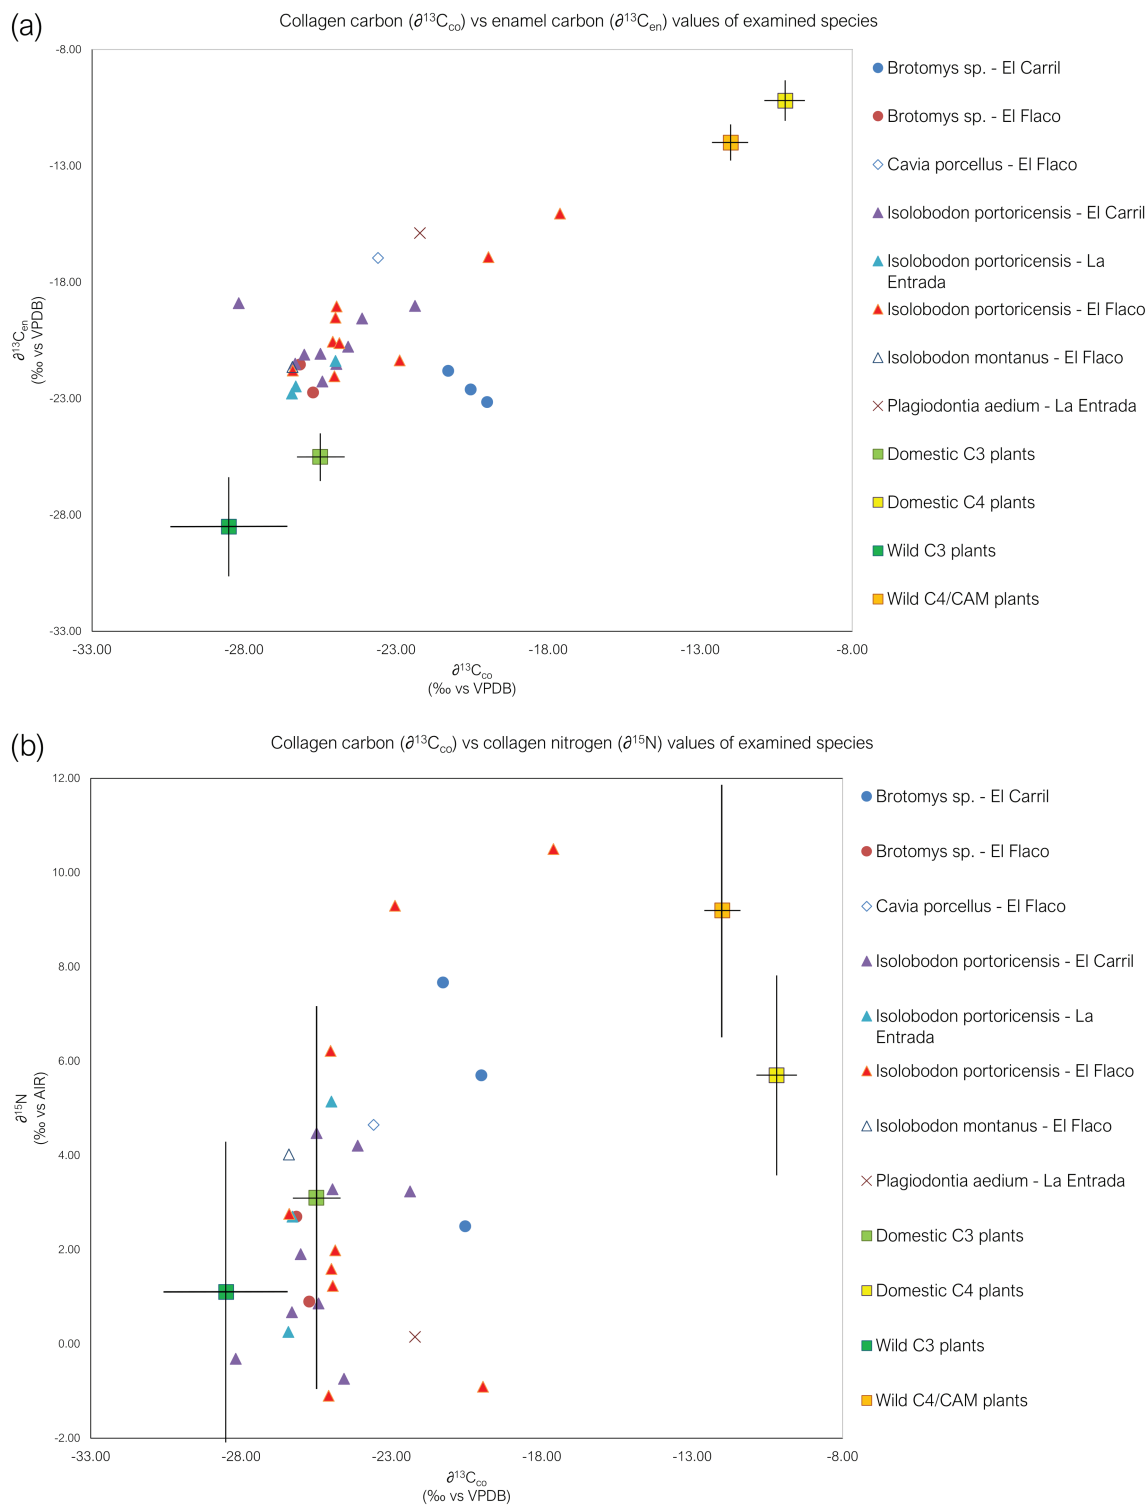 (a)
Collagen carbon (∂¹³Cco) vs enamel carbon (∂¹³Cen) values of examined species
-8.00
-13.00
-18.00
-23.00
-28.00
-33.00
∂¹³Cen
(‰ vs VPDB)
-33.00 -28.00 -23.00 -18.00 -13.00 -8.00
∂¹³Cco
(‰ vs VPDB)
Brotomys sp. - El Carril
Brotomys sp. - El Flaco
Cavia porcellus - El Flaco
Isolobodon portoricensis - El Carril
Isolobodon portoricensis - La
Entrada
Isolobodon portoricensis - El Flaco
Isolobodon montanus - El Flaco
Plagiodontia aedium - La Entrada
Domestic C3 plants
Domestic C4 plants
Wild C3 plants
Wild C4/CAM plants
(b)
Collagen carbon (∂¹³Cco) vs collagen nitrogen (∂¹⁵N) values of examined species
12.00
10.00
8.00
6.00
4.00
2.00
0.00
-2.00
∂¹⁵N
(‰ vs AIR)
-33.00 -28.00 -23.00 -18.00 -13.00 -8.00
∂¹³Cco
(‰ vs VPDB)
Brotomys sp. - El Carril
Brotomys sp. - El Flaco
Cavia porcellus - El Flaco
Isolobodon portoricensis - El Carril
Isolobodon portoricensis - La
Entrada
Isolobodon portoricensis - El Flaco
Isolobodon montanus - El Flaco
Plagiodontia aedium - La Entrada
Domestic C3 plants
Domestic C4 plants
Wild C3 plants
Wild C4/CAM plants